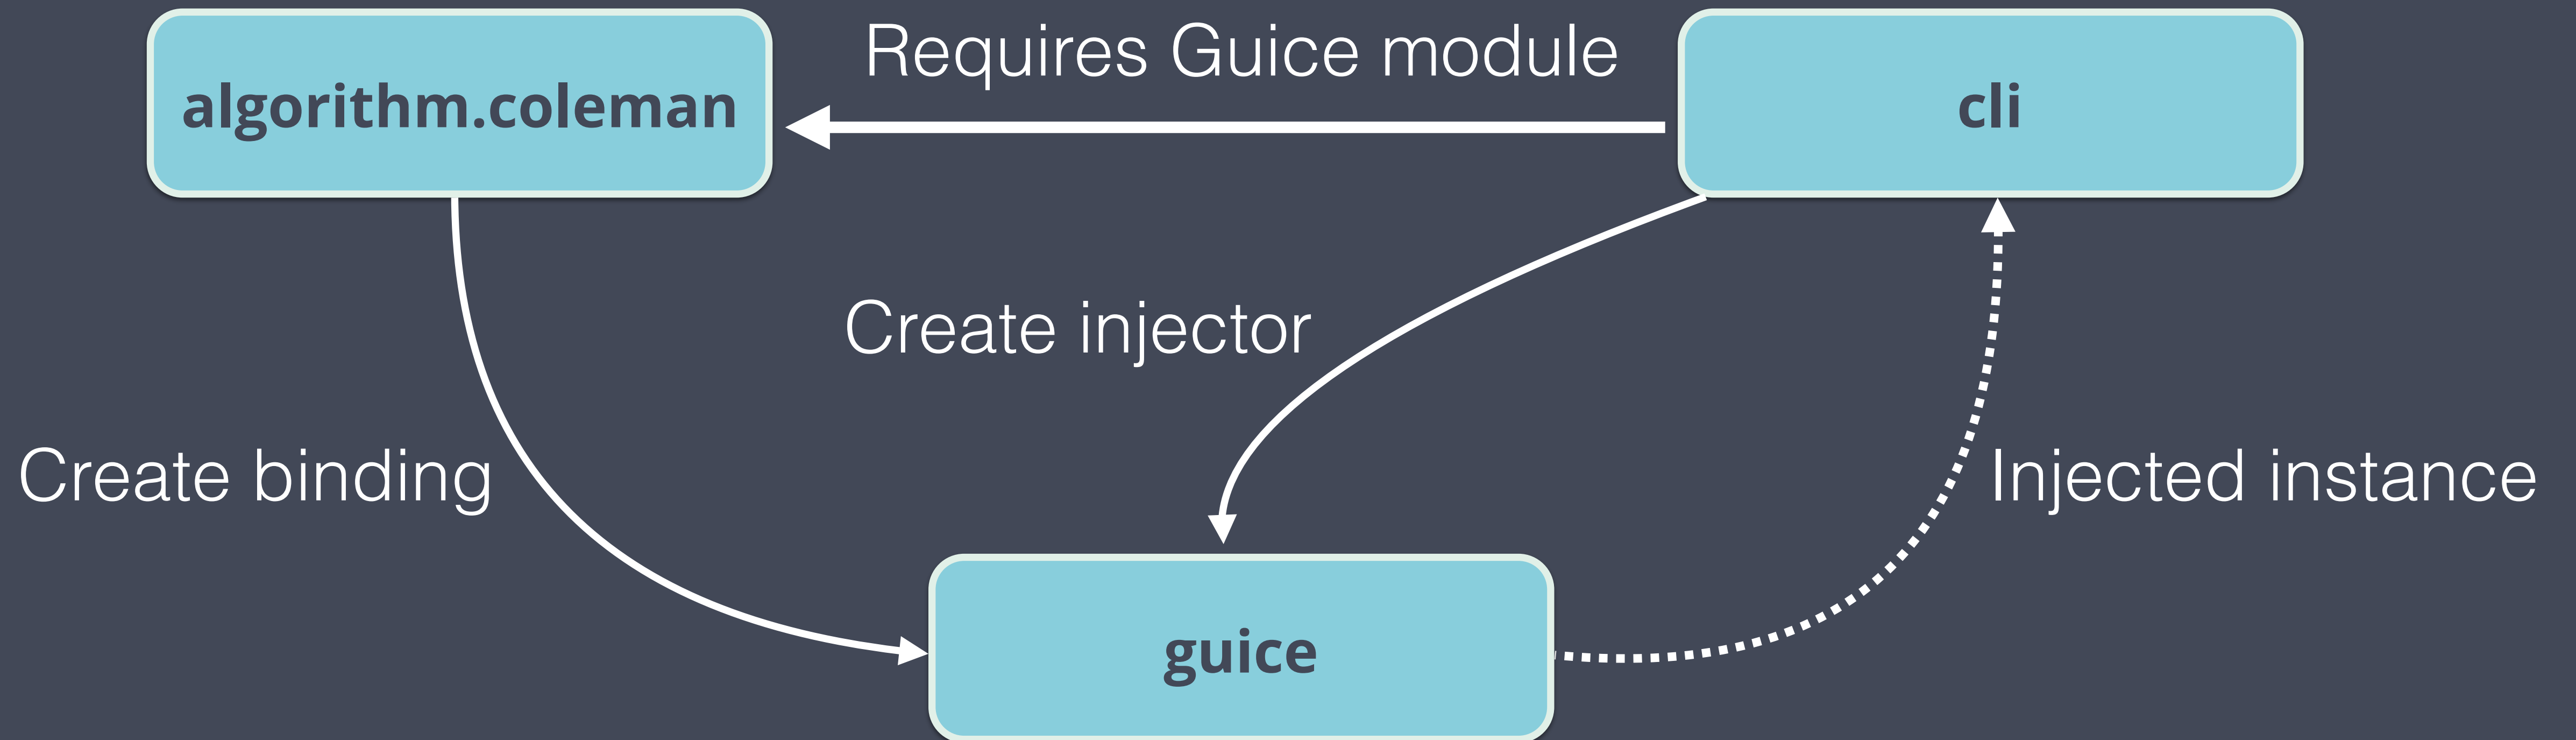 Requires Guice module
algorithm.coleman
cli
Create injector
Create binding
Injected instance
guice